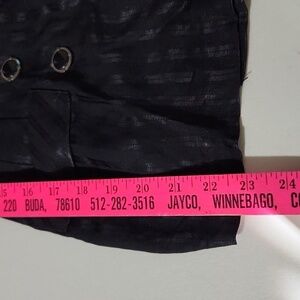 15 16 17 18 19 20 21 22 23 24
220 BUDA, 78610 512-282-3516 JAYCO, WINNEBAGO, C